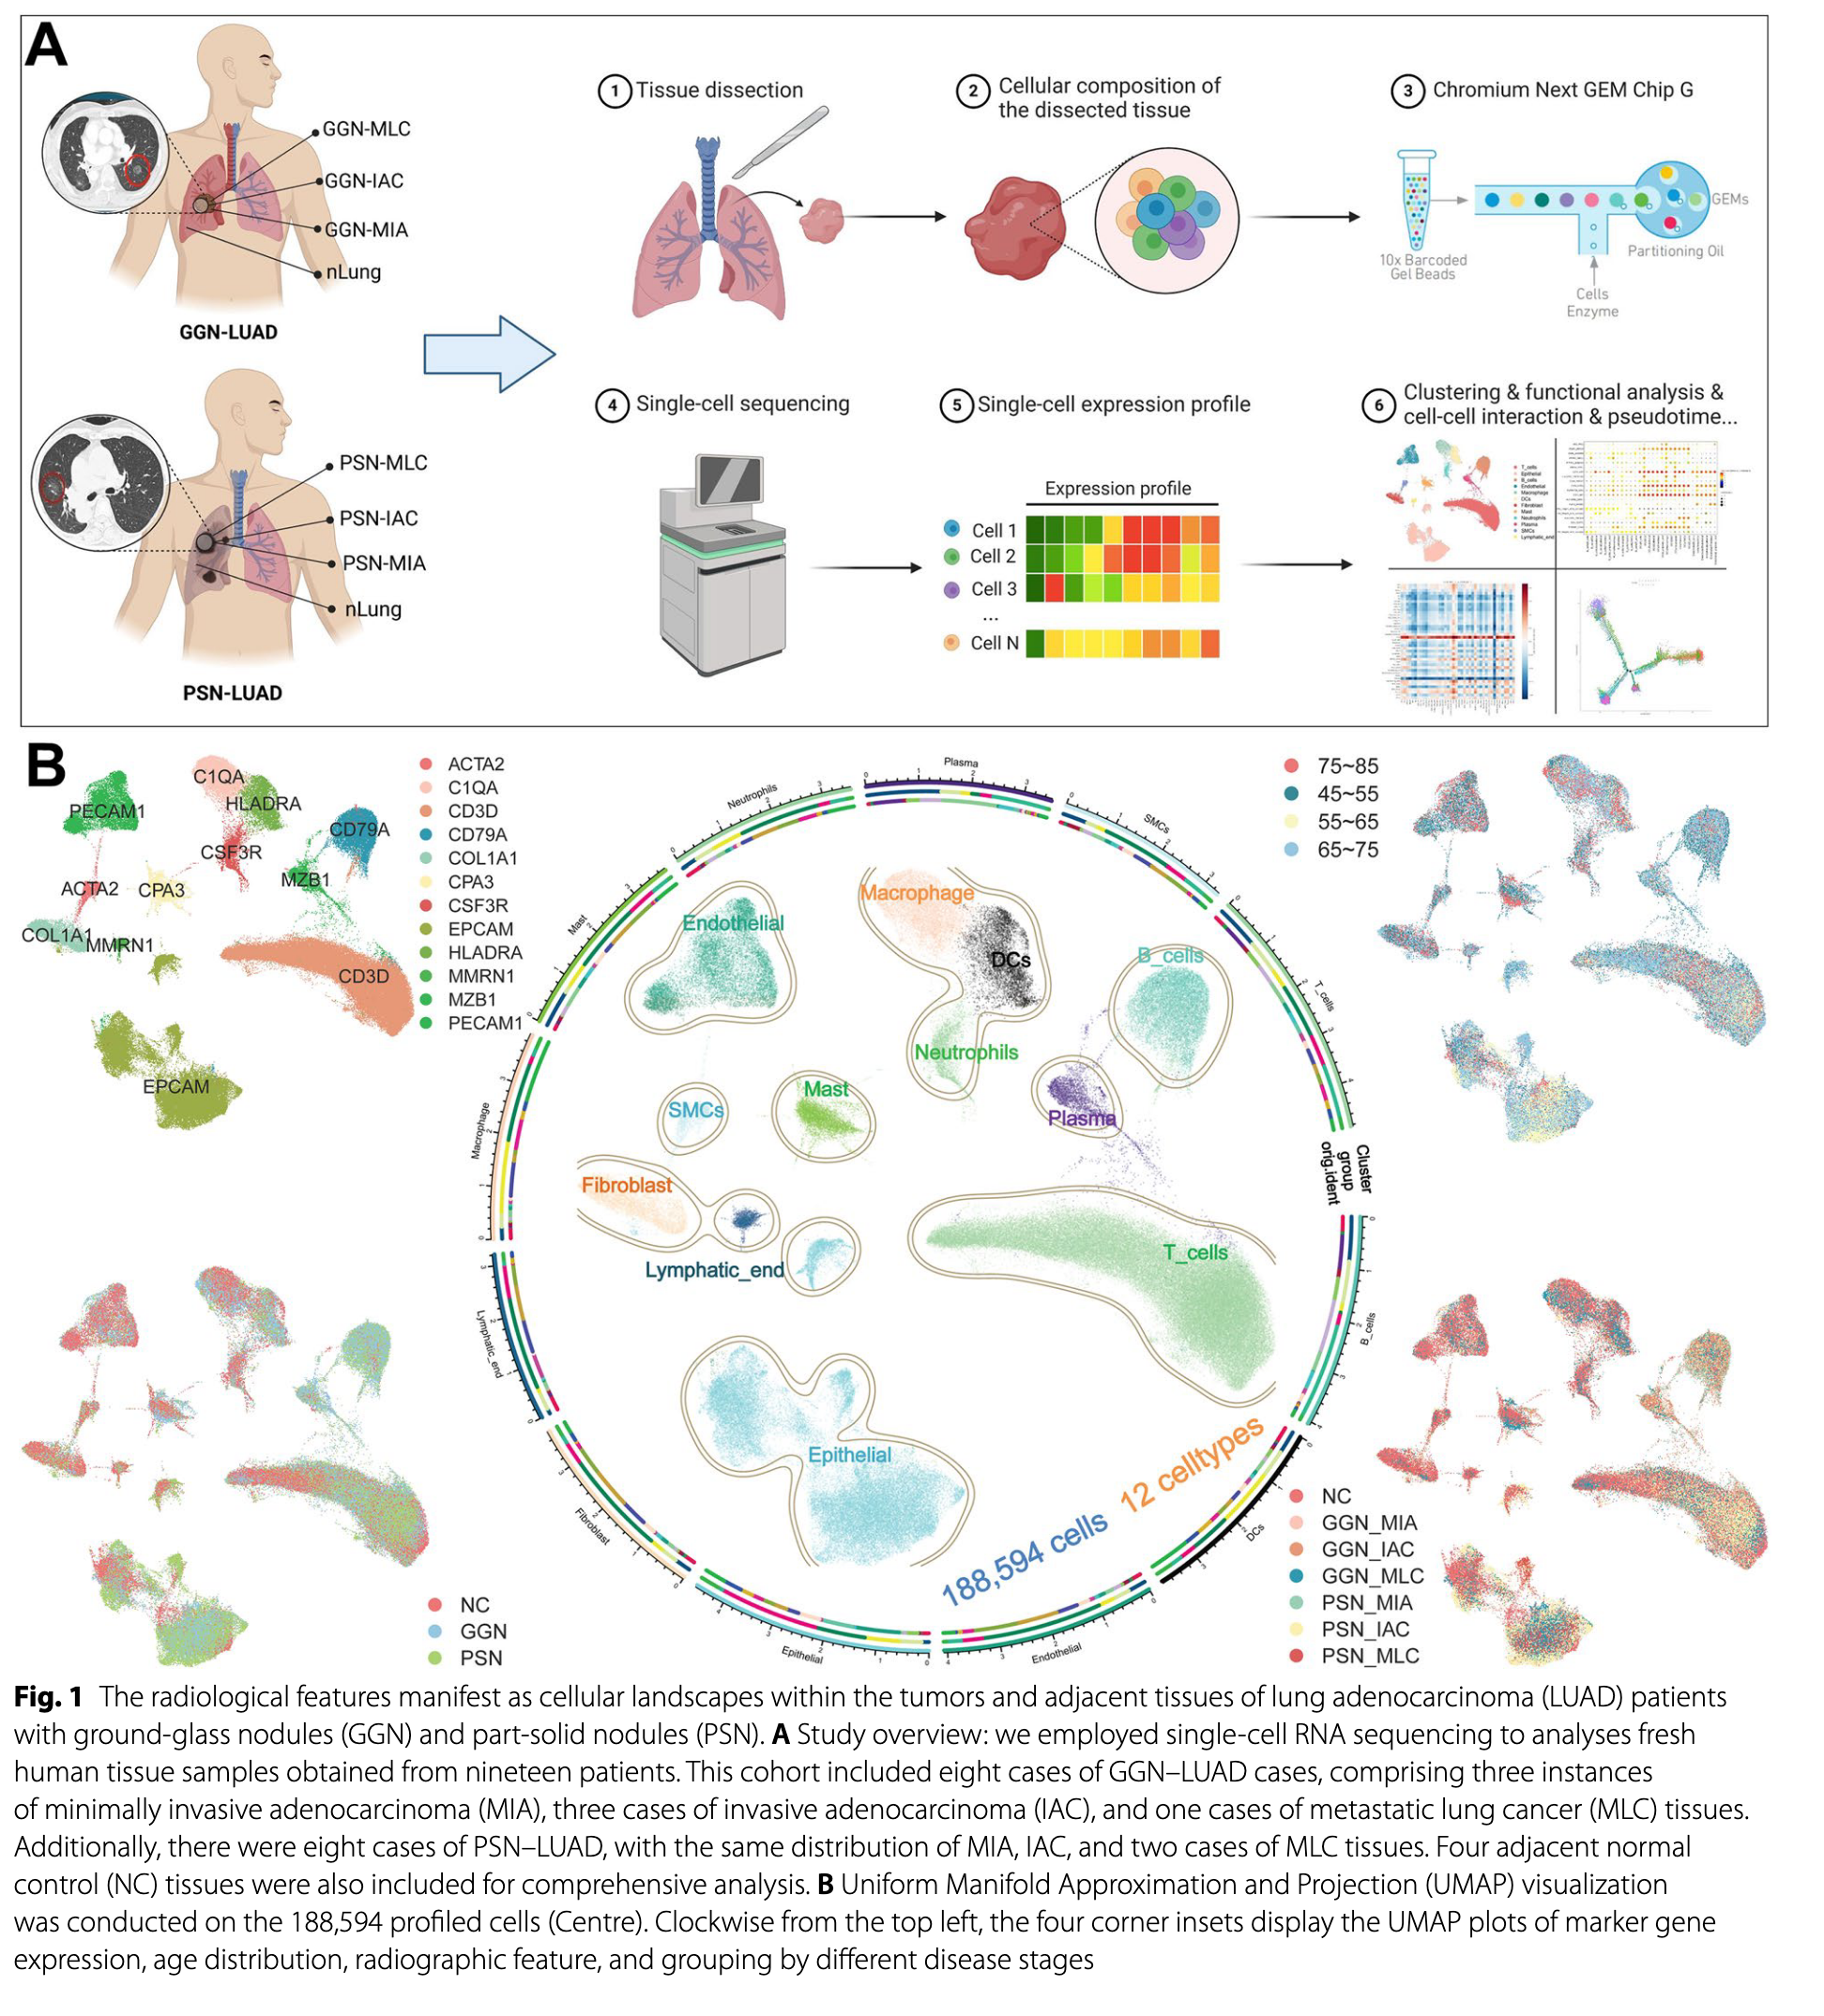 A
GGN-MLC
GGN-IAC
GGN-MIA
nLung
GGN-LUAD
PSN-MLC
PSN-IAC
PSN-MIA
nLung
PSN-LUAD
1 Tissue dissection
2 Cellular composition of
the dissected tissue
3 Chromium Next GEM Chip G
10x Barcoded
Gel Beads
GEMs
Partitioning Oil
Cells
Enzyme
4 Single-cell sequencing
5 Single-cell expression profile
Expression profile
Cell 1
Cell 2
Cell 3
...
Cell N
6 Clustering & functional analysis &
cell-cell interaction & pseudotime...
T_cells
Epithelial
B_cells
Endothelial
Macrophage
DCs
Fibroblast
Mast
Neutrophils
Plasma
SMCs
Lymphatic_end
B
PECAM1
C1QA
HLADRA
CD79A
CSF3R
MZB1
ACTA2
CPA3
COL1A1
MMRN1
CD3D
EPCAM
ACTA2
C1QA
CD3D
CD79A
COL1A1
CPA3
CSF3R
EPCAM
HLADRA
MMRN1
MZB1
PECAM1
Plasma
SMCs
T_cells
Cluster
group
orig.ident
B_cells
DCs
Endothelial
Epithelial
Fibroblast
Lymphatic_end
Macrophage
Mast
Neutrophils
Endothelial
Macrophage
DCs
B_cells
Neutrophils
Plasma
SMCs
Mast
Fibroblast
Lymphatic_end
T_cells
Epithelial
188,594 cells 12 celltypes
75~85
45~55
55~65
65~75
NC
GGN
PSN
NC
GGN_MIA
GGN_IAC
GGN_MLC
PSN_MIA
PSN_IAC
PSN_MLC
Fig. 1 The radiological features manifest as cellular landscapes within the tumors and adjacent tissues of lung adenocarcinoma (LUAD) patients
with ground-glass nodules (GGN) and part-solid nodules (PSN). A Study overview: we employed single-cell RNA sequencing to analyses fresh
human tissue samples obtained from nineteen patients. This cohort included eight cases of GGN–LUAD cases, comprising three instances
of minimally invasive adenocarcinoma (MIA), three cases of invasive adenocarcinoma (IAC), and one cases of metastatic lung cancer (MLC) tissues.
Additionally, there were eight cases of PSN–LUAD, with the same distribution of MIA, IAC, and two cases of MLC tissues. Four adjacent normal
control (NC) tissues were also included for comprehensive analysis. B Uniform Manifold Approximation and Projection (UMAP) visualization
was conducted on the 188,594 profiled cells (Centre). Clockwise from the top left, the four corner insets display the UMAP plots of marker gene
expression, age distribution, radiographic feature, and grouping by different disease stages